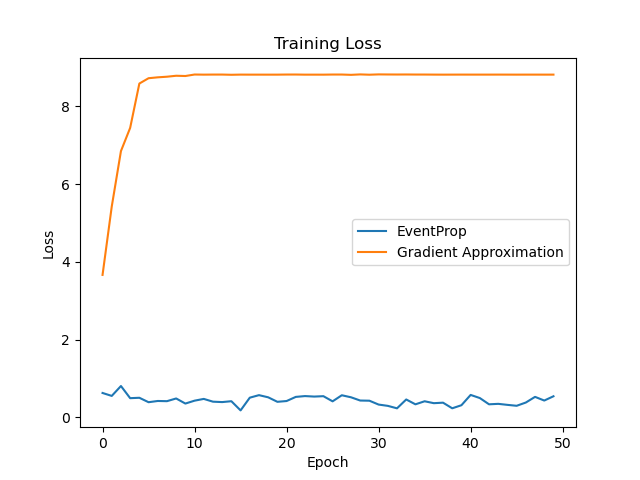 Training Loss
8
6
4
2
0
Loss
EventProp
Gradient Approximation
0 10 20 30 40 50
Epoch